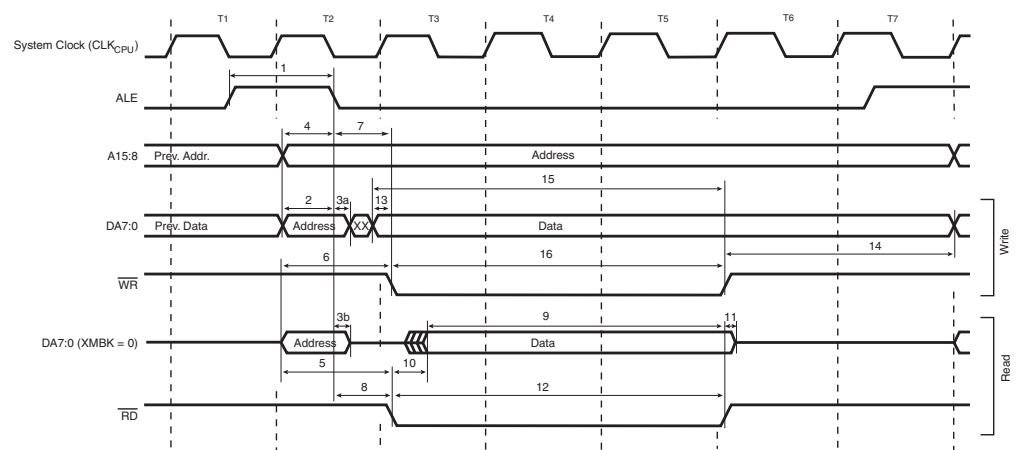 T1 T2 T3 T4 T5 T6 T7
System Clock (CLKCPU)
1
ALE
4 7
A15:8 Prev. Addr. Address
15
2 3a 13
DA7:0 Prev. Data Address XX Data
14
6 16
WR
Write
3b 9 11
DA7:0 (XMBK = 0) Address Data
5 10
8 12
RD
Read